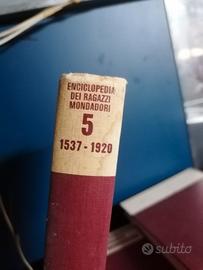 ENCICLOPEDIA
DEI RAGAZZI
MONDADORI
5
1537-1920
subito